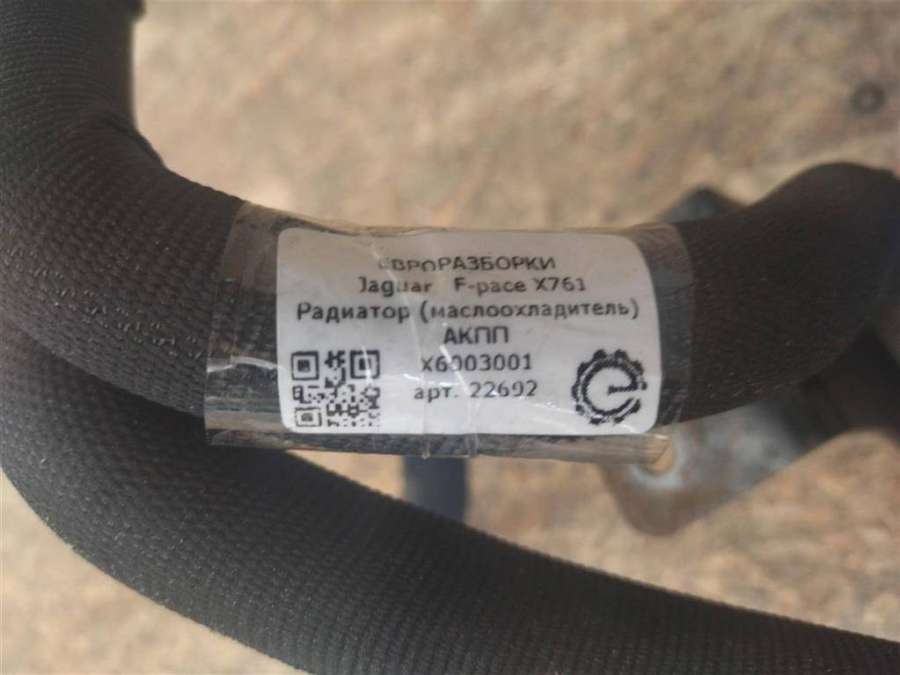 ЕВРОРАЗБОРКИ
Jaguar F-pace X761
Радиатор (маслоохладитель)
АКПП
X6003001
арт. 22692